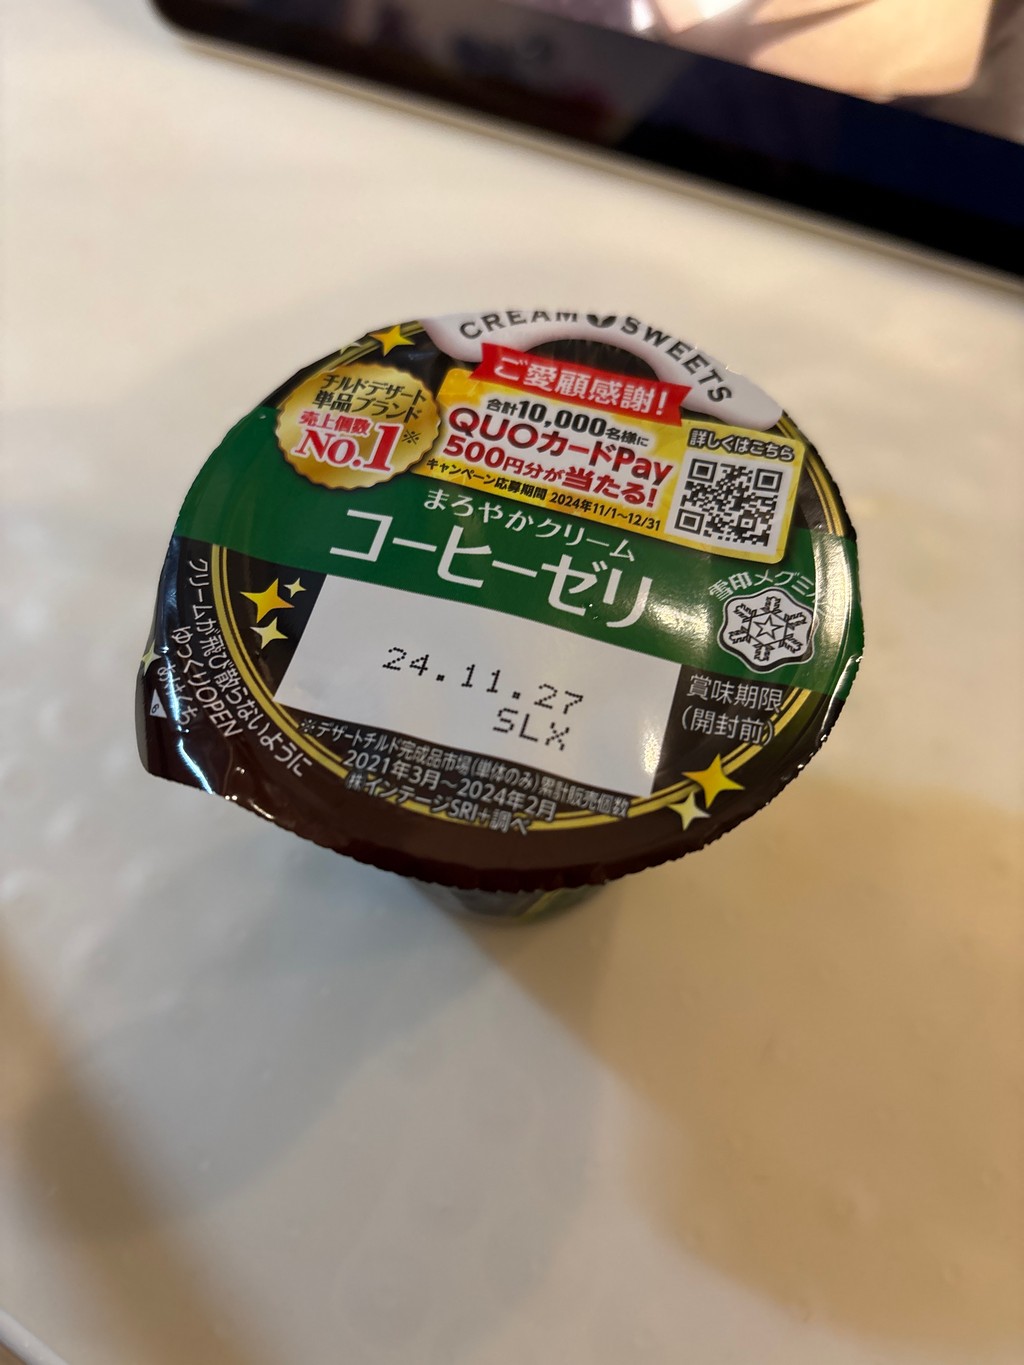 CREAM SWEETS
ご愛顧感謝!
チルドデザート
単品ブランド
売上個数
No.1※
合計10,000名様に
QUOカードPay
500円分が当たる!
キャンペーン応募期間 2024年11/1～12/31
詳しくはこちら
まろやかクリーム
コーヒーゼリー
雪印メグミ
24.11.27
SLX
賞味期限
(開封前)
クリームが飛び散らないように
ゆっくりOPEN
あけくち
※デザートチルド完成品市場(単体のみ)累計販売個数
2021年3月～2024年2月
㈱インテージSRI+調べ